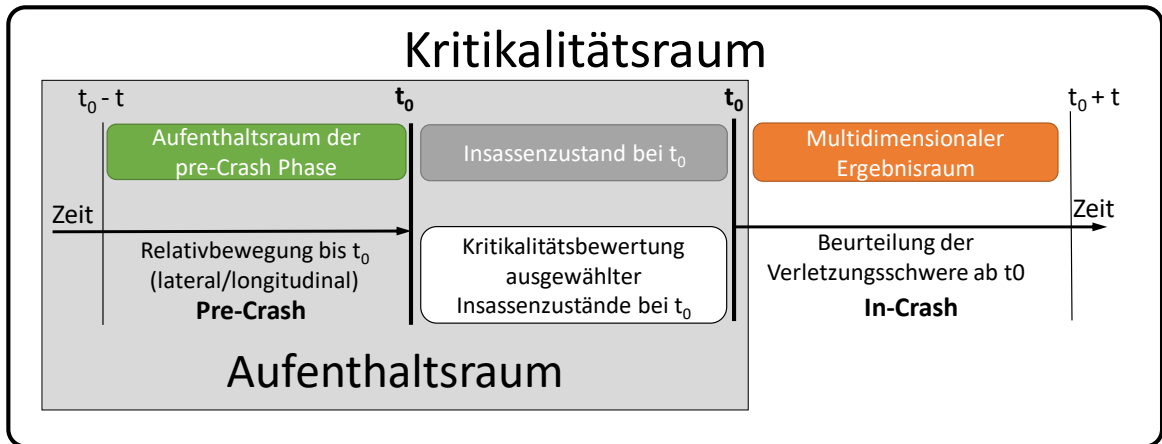 Kritikalitätsraum
t₀ - t
t₀
t₀
t₀ + t
Aufenthaltsraum der
pre-Crash Phase
Insassenzustand bei t₀
Multidimensionaler
Ergebnisraum
Zeit
Zeit
Relativbewegung bis t₀
(lateral/longitudinal)
Pre-Crash
Kritikalitätsbewertung
ausgewählter
Insassenzustände bei t₀
Beurteilung der
Verletzungsschwere ab t0
In-Crash
Aufenthaltsraum